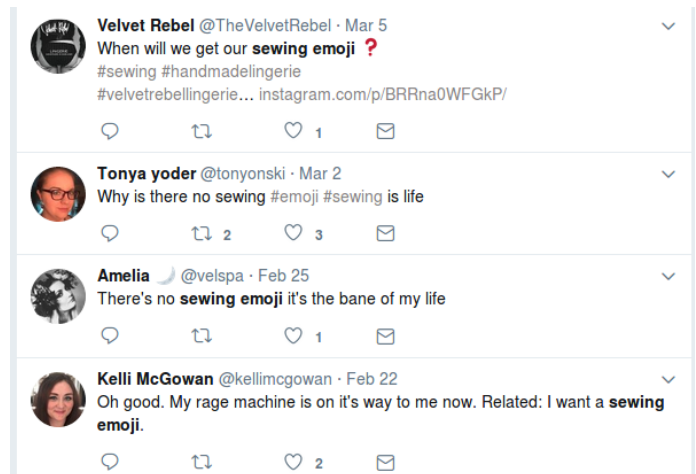 Velvet Rebel @TheVelvetRebel · Mar 5
When will we get our sewing emoji ❓
#sewing #handmadelingerie
#velvetrebellingerie... instagram.com/p/BRRna0WFGkP/
1
Tonya yoder @tonyonski · Mar 2
Why is there no sewing #emoji #sewing is life
2 3
Amelia 🌙 @velspa · Feb 25
There's no sewing emoji it's the bane of my life
1
Kelli McGowan @kellimcgowan · Feb 22
Oh good. My rage machine is on it's way to me now. Related: I want a sewing
emoji.
2